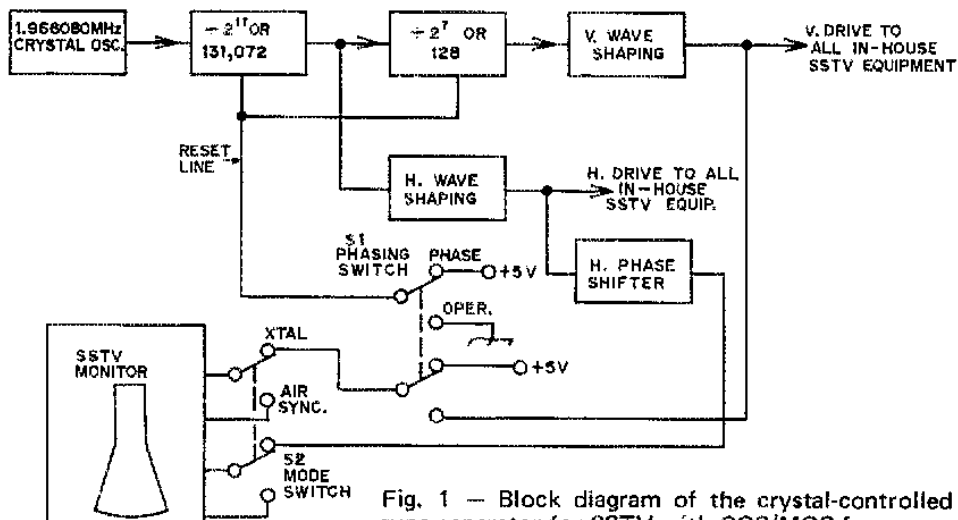 1.966080MHz
CRYSTAL OSC.
÷ 2¹⁷ OR
131,072
÷ 2⁷ OR
128
V. WAVE
SHAPING
V. DRIVE TO
ALL IN-HOUSE
SSTV EQUIPMENT
RESET
LINE
H. WAVE
SHAPING
H. DRIVE TO ALL
IN-HOUSE
SSTV EQUIP.
S1
PHASING
SWITCH
PHASE
+5V
H. PHASE
SHIFTER
OPER.
XTAL
+5V
SSTV
MONITOR
AIR
SYNC.
S2
MODE
SWITCH
Fig. 1 — Block diagram of the crystal-controlled